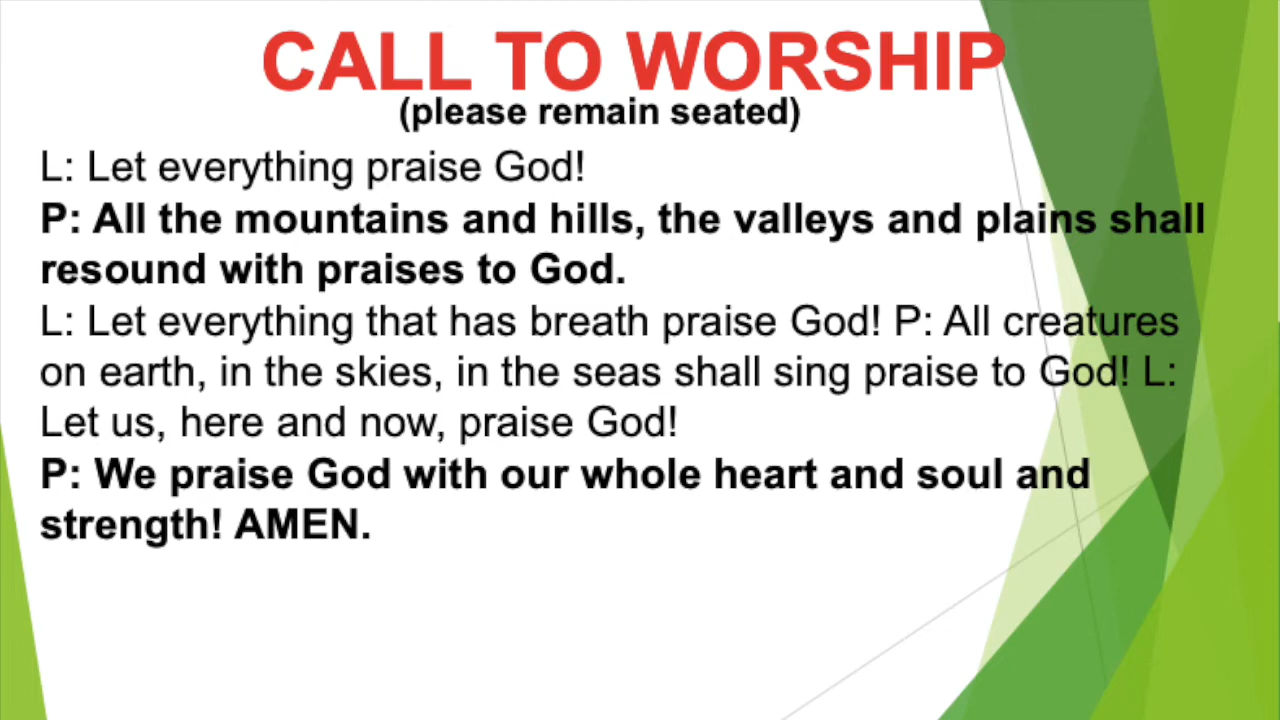 CALL TO WORSHIP
(please remain seated)
L: Let everything praise God!
P: All the mountains and hills, the valleys and plains shall
resound with praises to God.
L: Let everything that has breath praise God! P: All creatures
on earth, in the skies, in the seas shall sing praise to God! L:
Let us, here and now, praise God!
P: We praise God with our whole heart and soul and
strength! AMEN.